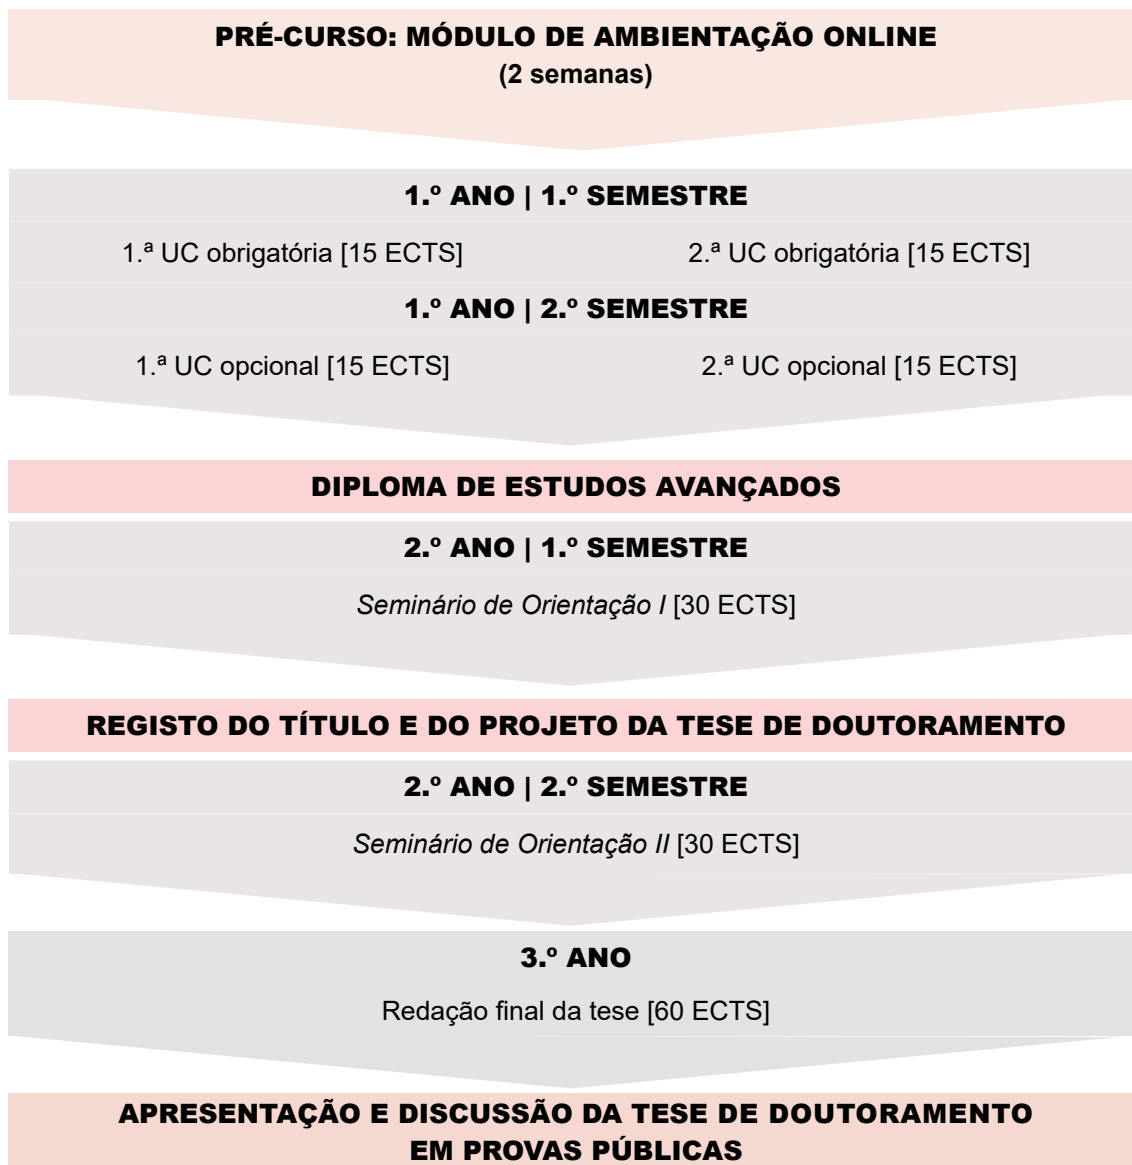 PRÉ-CURSO: MÓDULO DE AMBIENTAÇÃO ONLINE
(2 semanas)
1.º ANO | 1.º SEMESTRE
1.ª UC obrigatória [15 ECTS] 2.ª UC obrigatória [15 ECTS]
1.º ANO | 2.º SEMESTRE
1.ª UC opcional [15 ECTS] 2.ª UC opcional [15 ECTS]
DIPLOMA DE ESTUDOS AVANÇADOS
2.º ANO | 1.º SEMESTRE
Seminário de Orientação I [30 ECTS]
REGISTO DO TÍTULO E DO PROJETO DA TESE DE DOUTORAMENTO
2.º ANO | 2.º SEMESTRE
Seminário de Orientação II [30 ECTS]
3.º ANO
Redação final da tese [60 ECTS]
APRESENTAÇÃO E DISCUSSÃO DA TESE DE DOUTORAMENTO
EM PROVAS PÚBLICAS